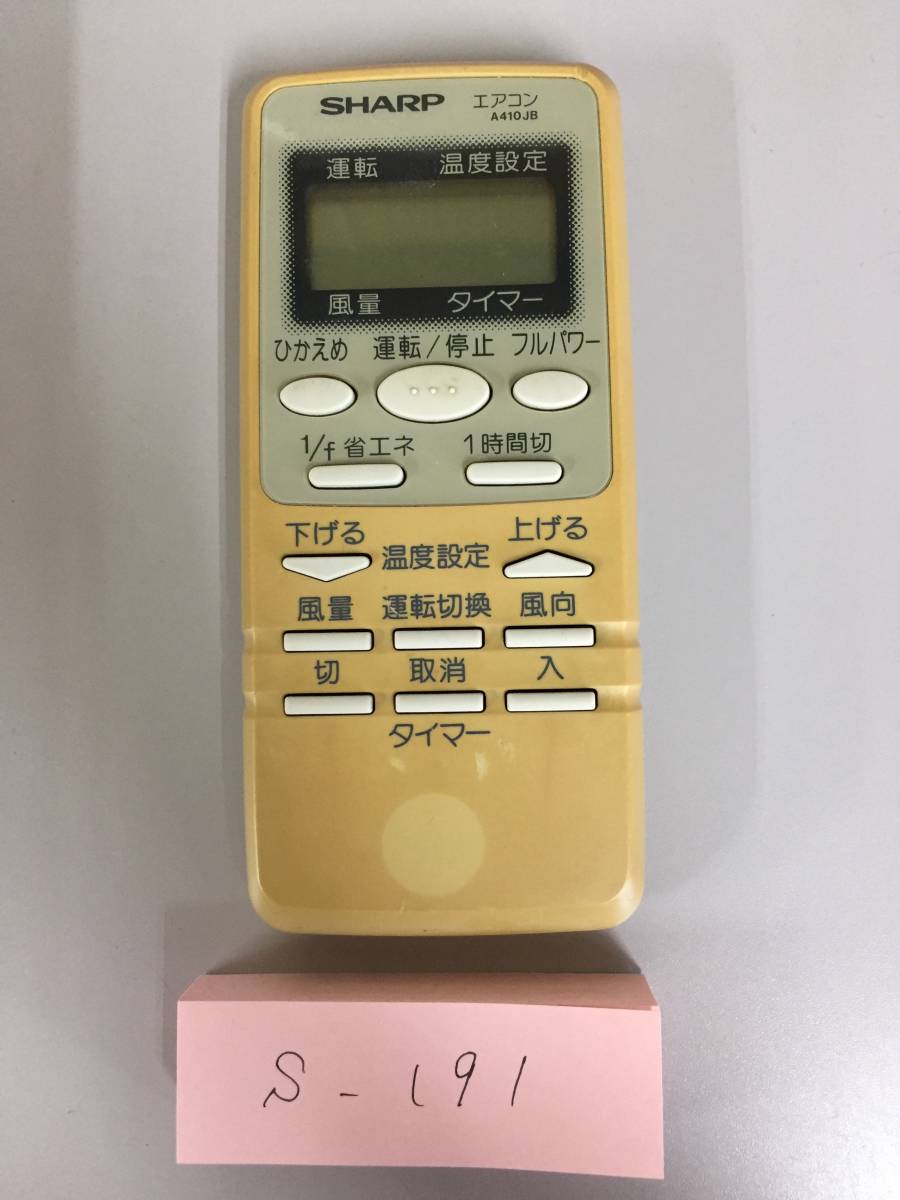 SHARP エアコン
A410JB
運転 温度設定
風量 タイマー
ひかえめ 運転/停止 フルパワー
1/f 省エネ 1時間切
下げる 温度設定 上げる
風量 運転切換 風向
切 取消 入
タイマー
S-191